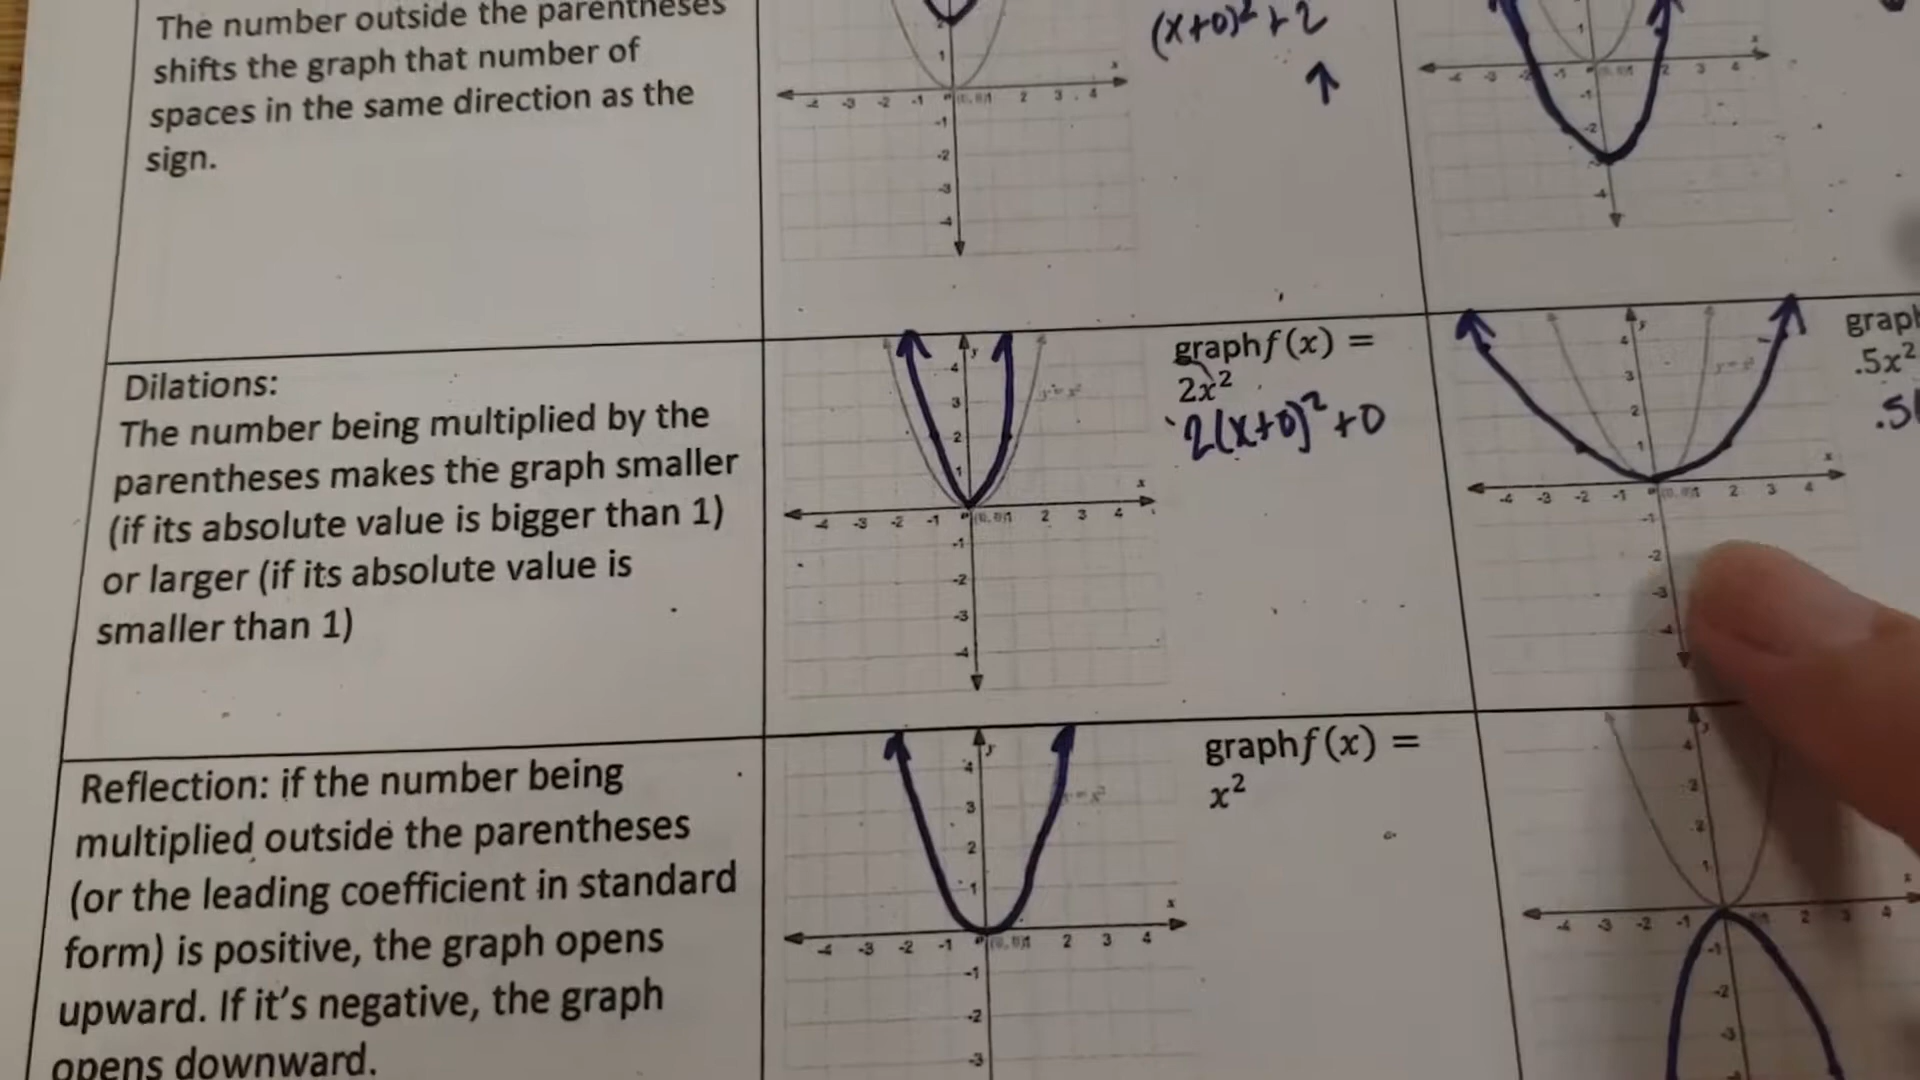 The number outside the parentheses
shifts the graph that number of
spaces in the same direction as the
sign.
(x+0)² + 2
↑
Dilations:
The number being multiplied by the
parentheses makes the graph smaller
(if its absolute value is bigger than 1)
or larger (if its absolute value is
smaller than 1)
graph f(x) =
2x²
2(x+0)² +0
y = x²
grap
.5x²
.5(
Reflection: if the number being
multiplied outside the parentheses
(or the leading coefficient in standard
form) is positive, the graph opens
upward. If it's negative, the graph
opens downward.
graph f(x) =
x²